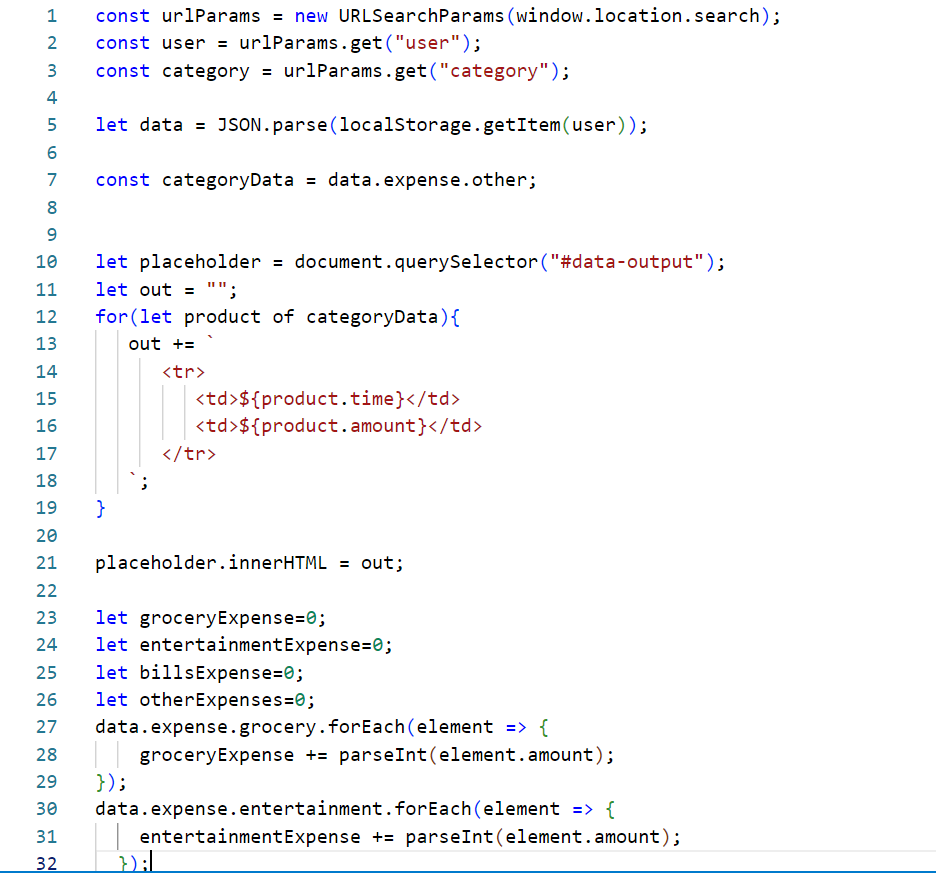 1 const urlParams = new URLSearchParams(window.location.search);
2 const user = urlParams.get("user");
3 const category = urlParams.get("category");
4
5 let data = JSON.parse(localStorage.getItem(user));
6
7 const categoryData = data.expense.other;
8
9
10 let placeholder = document.querySelector("#data-output");
11 let out = "";
12 for(let product of categoryData){
13 out += `
14 <tr>
15 <td>${product.time}</td>
16 <td>${product.amount}</td>
17 </tr>
18 `;
19 }
20
21 placeholder.innerHTML = out;
22
23 let groceryExpense=0;
24 let entertainmentExpense=0;
25 let billsExpense=0;
26 let otherExpenses=0;
27 data.expense.grocery.forEach(element => {
28 groceryExpense += parseInt(element.amount);
29 });
30 data.expense.entertainment.forEach(element => {
31 entertainmentExpense += parseInt(element.amount);
32 });